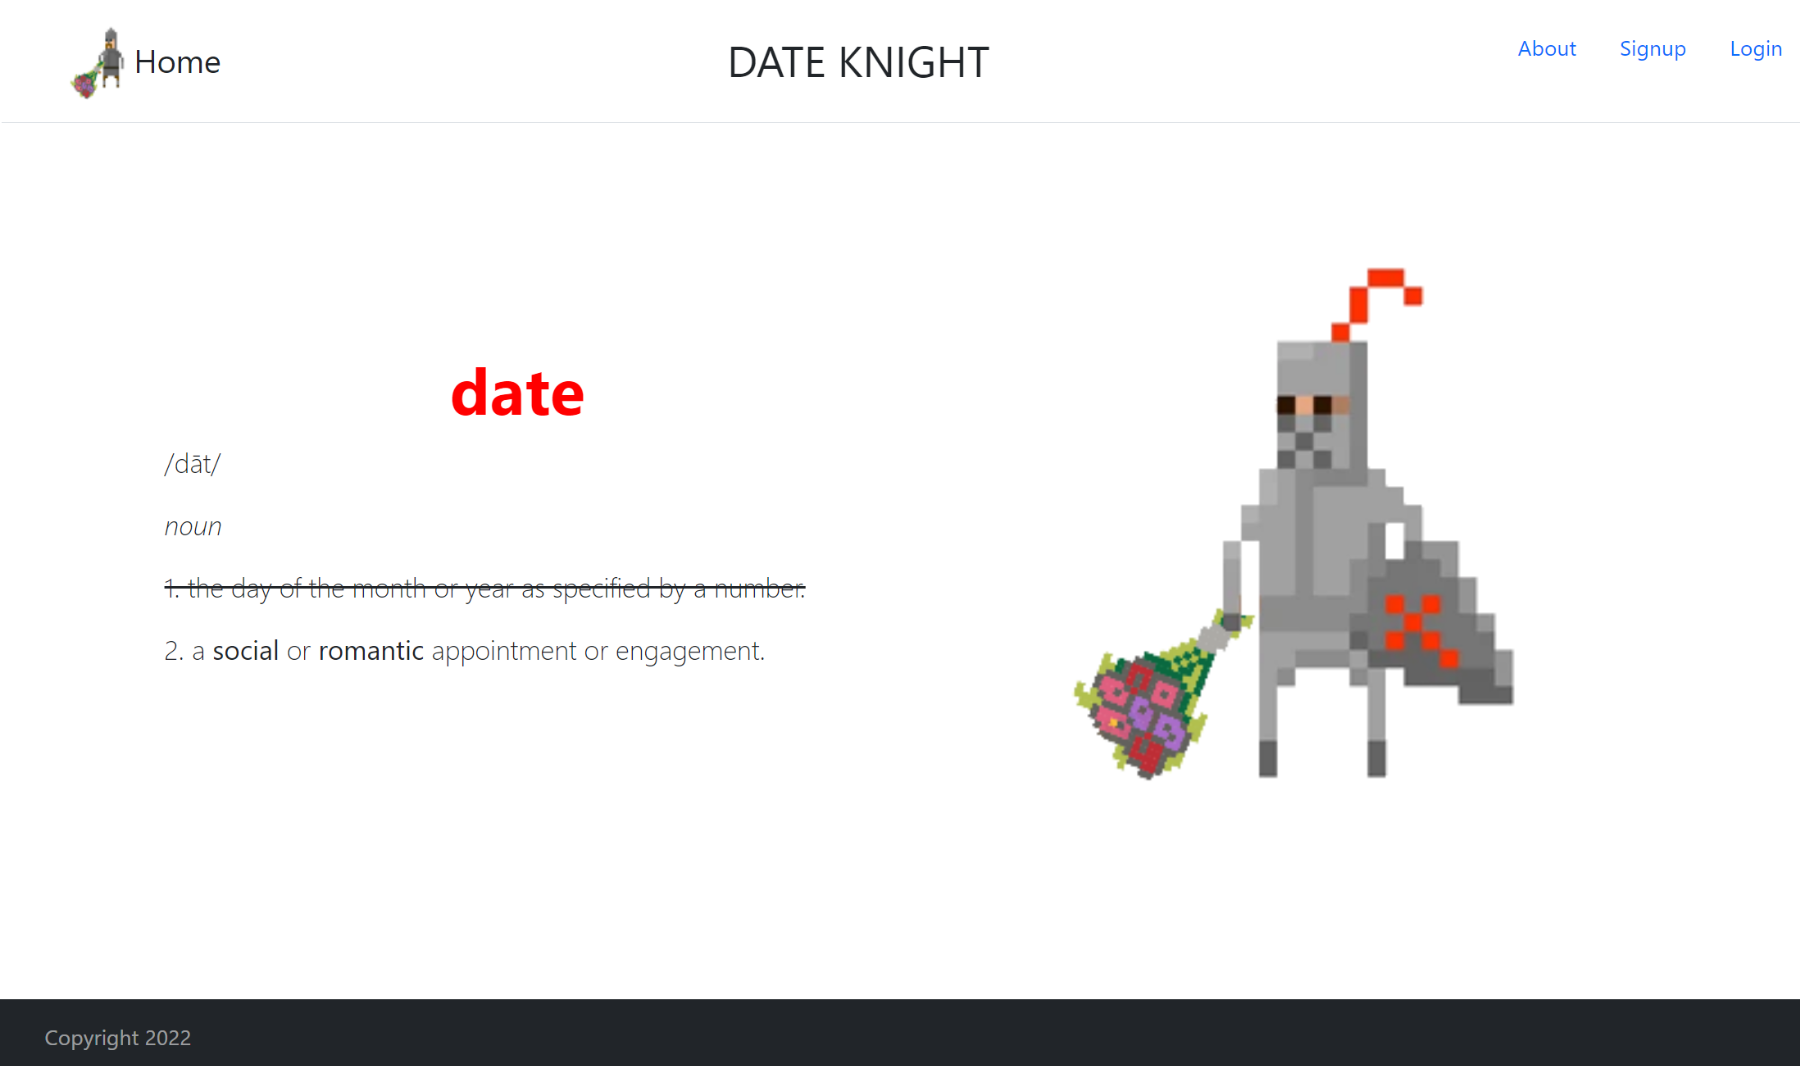 Home
DATE KNIGHT
About
Signup
Login
date
/dāt/
noun
1. the day of the month or year as specified by a number.
2. a social or romantic appointment or engagement.
Copyright 2022